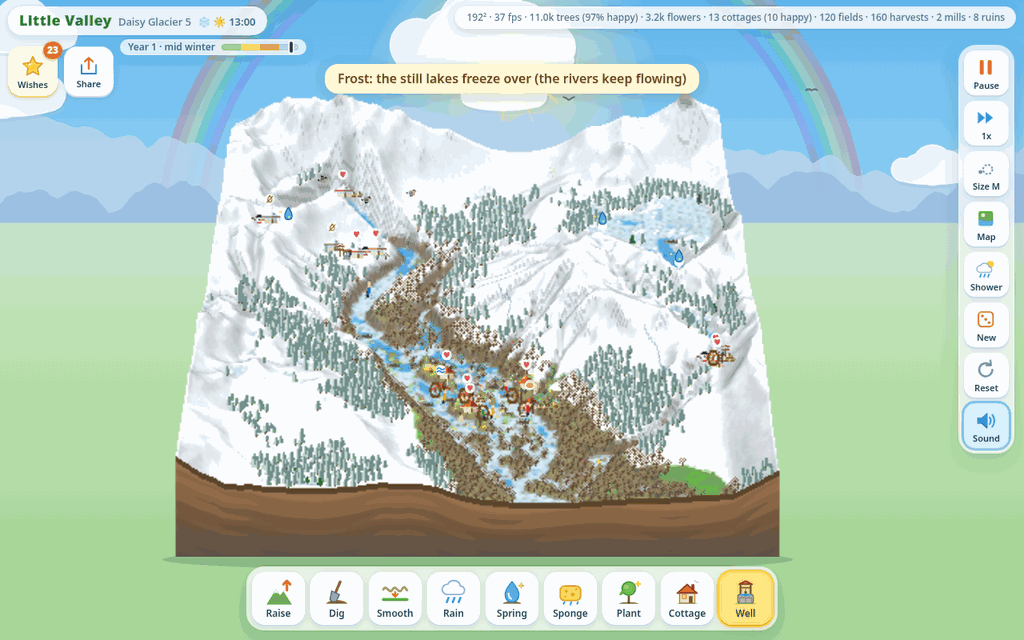 Little Valley Daisy Glacier 5 13:00
192² · 37 fps · 11.0k trees (97% happy) · 3.2k flowers · 13 cottages (10 happy) · 120 fields · 160 harvests · 2 mills · 8 ruins
Year 1 · mid winter
23
Wishes
Share
Frost: the still lakes freeze over (the rivers keep flowing)
Pause
1x
Size M
Map
Shower
New
Reset
Sound
Raise
Dig
Smooth
Rain
Spring
Sponge
Plant
Cottage
Well